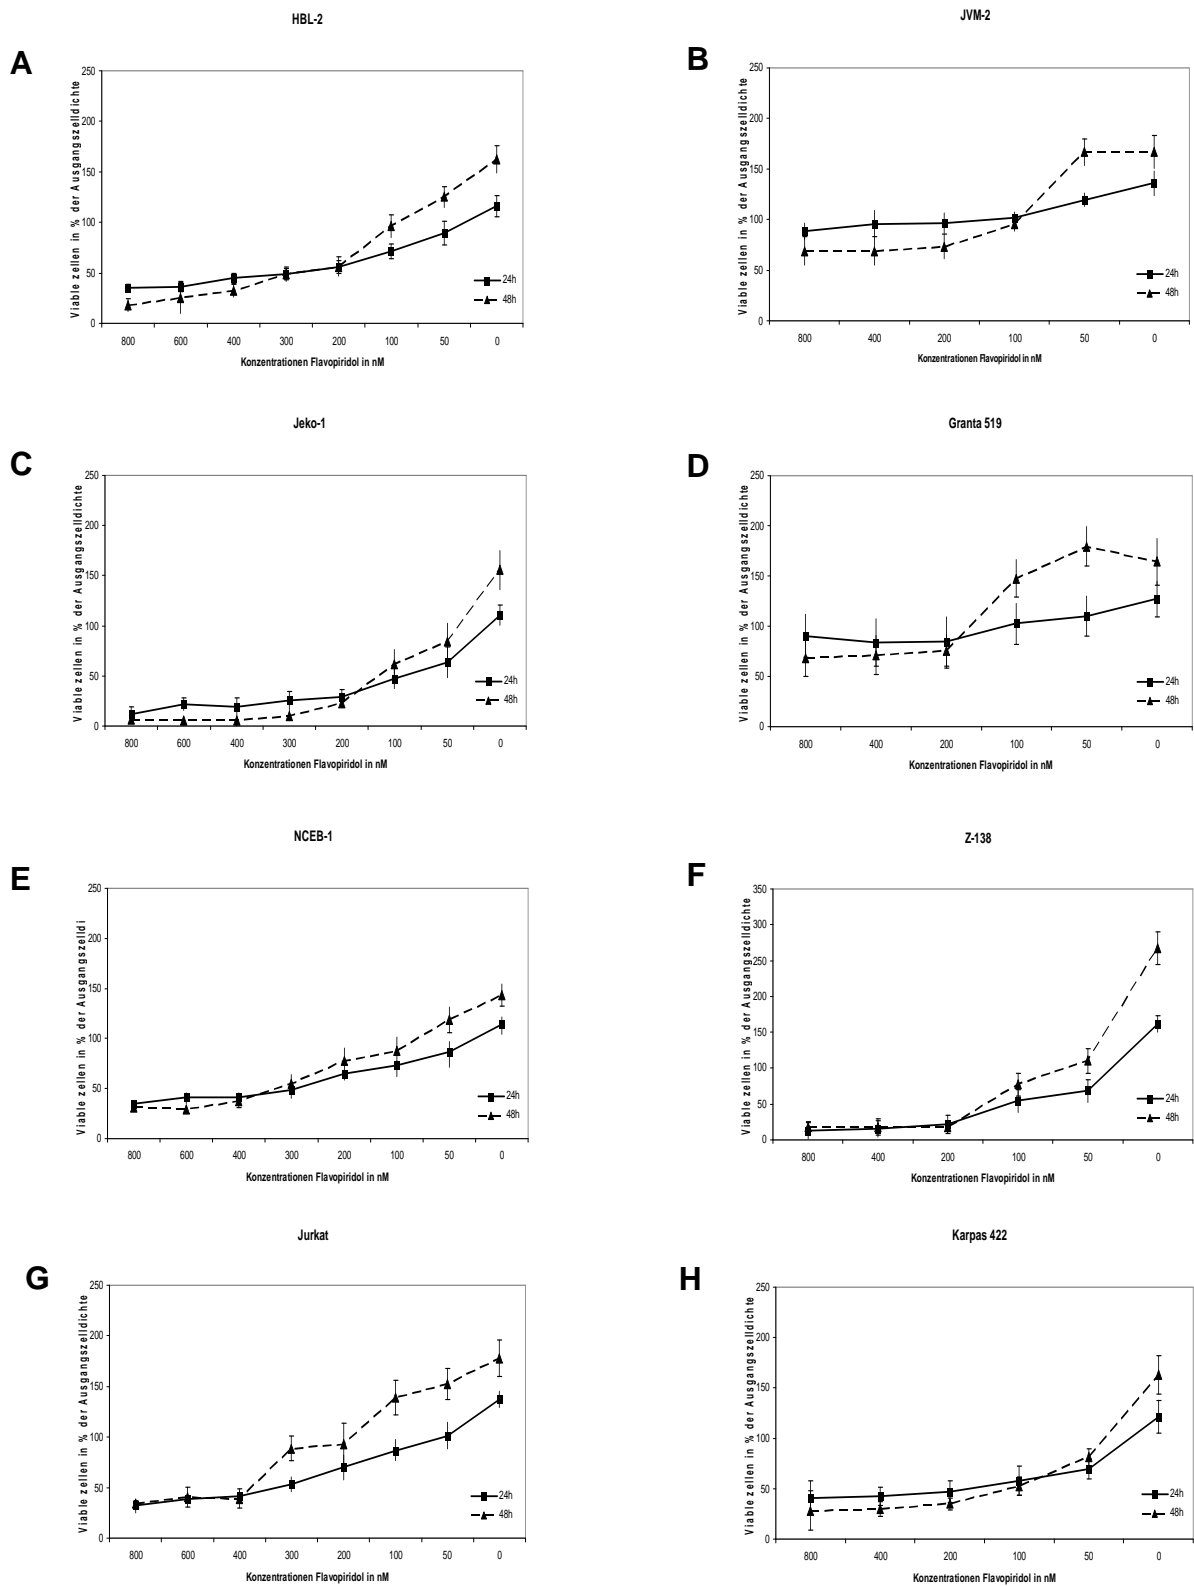 HBL-2
A
Viable zellen in % der Ausgangszelldichte
250
200
150
100
50
0
800 600 400 300 200 100 50 0
Konzentrationen Flavopiridol in nM
24h
48h
JVM-2
B
Viable zellen in % der Ausgangszelldichte
250
200
150
100
50
0
800 400 200 100 50 0
Konzentrationen Flavopiridol in nM
24h
48h
Jeko-1
C
Viable zellen in % der Ausgangszelldichte
250
200
150
100
50
0
800 600 400 300 200 100 50 0
Konzentrationen Flavopiridol in nM
24h
48h
Granta 519
D
Viable zellen in % der Ausgangszelldichte
250
200
150
100
50
0
800 400 200 100 50 0
Konzentrationen Flavopiridol in nM
24h
48h
NCEB-1
E
Viable zellen in % der Ausgangszelldi
250
200
150
100
50
0
800 600 400 300 200 100 50 0
Konzentrationen Flavopiridol in nM
24h
48h
Z-138
F
Viable zellen in % der Ausgangszelldichte
350
300
250
200
150
100
50
0
800 400 200 100 50 0
Konzentrationen Flavopiridol in nM
24h
48h
Jurkat
G
Viable zellen in % der Ausgangszelldichte
250
200
150
100
50
0
800 600 400 300 200 100 50 0
Konzentrationen Flavopiridol in nM
24h
48h
Karpas 422
H
Viable zellen in % der Ausgangszelldichte
250
200
150
100
50
0
800 400 200 100 50 0
Konzentrationen Flavopiridol in nM
24h
48h